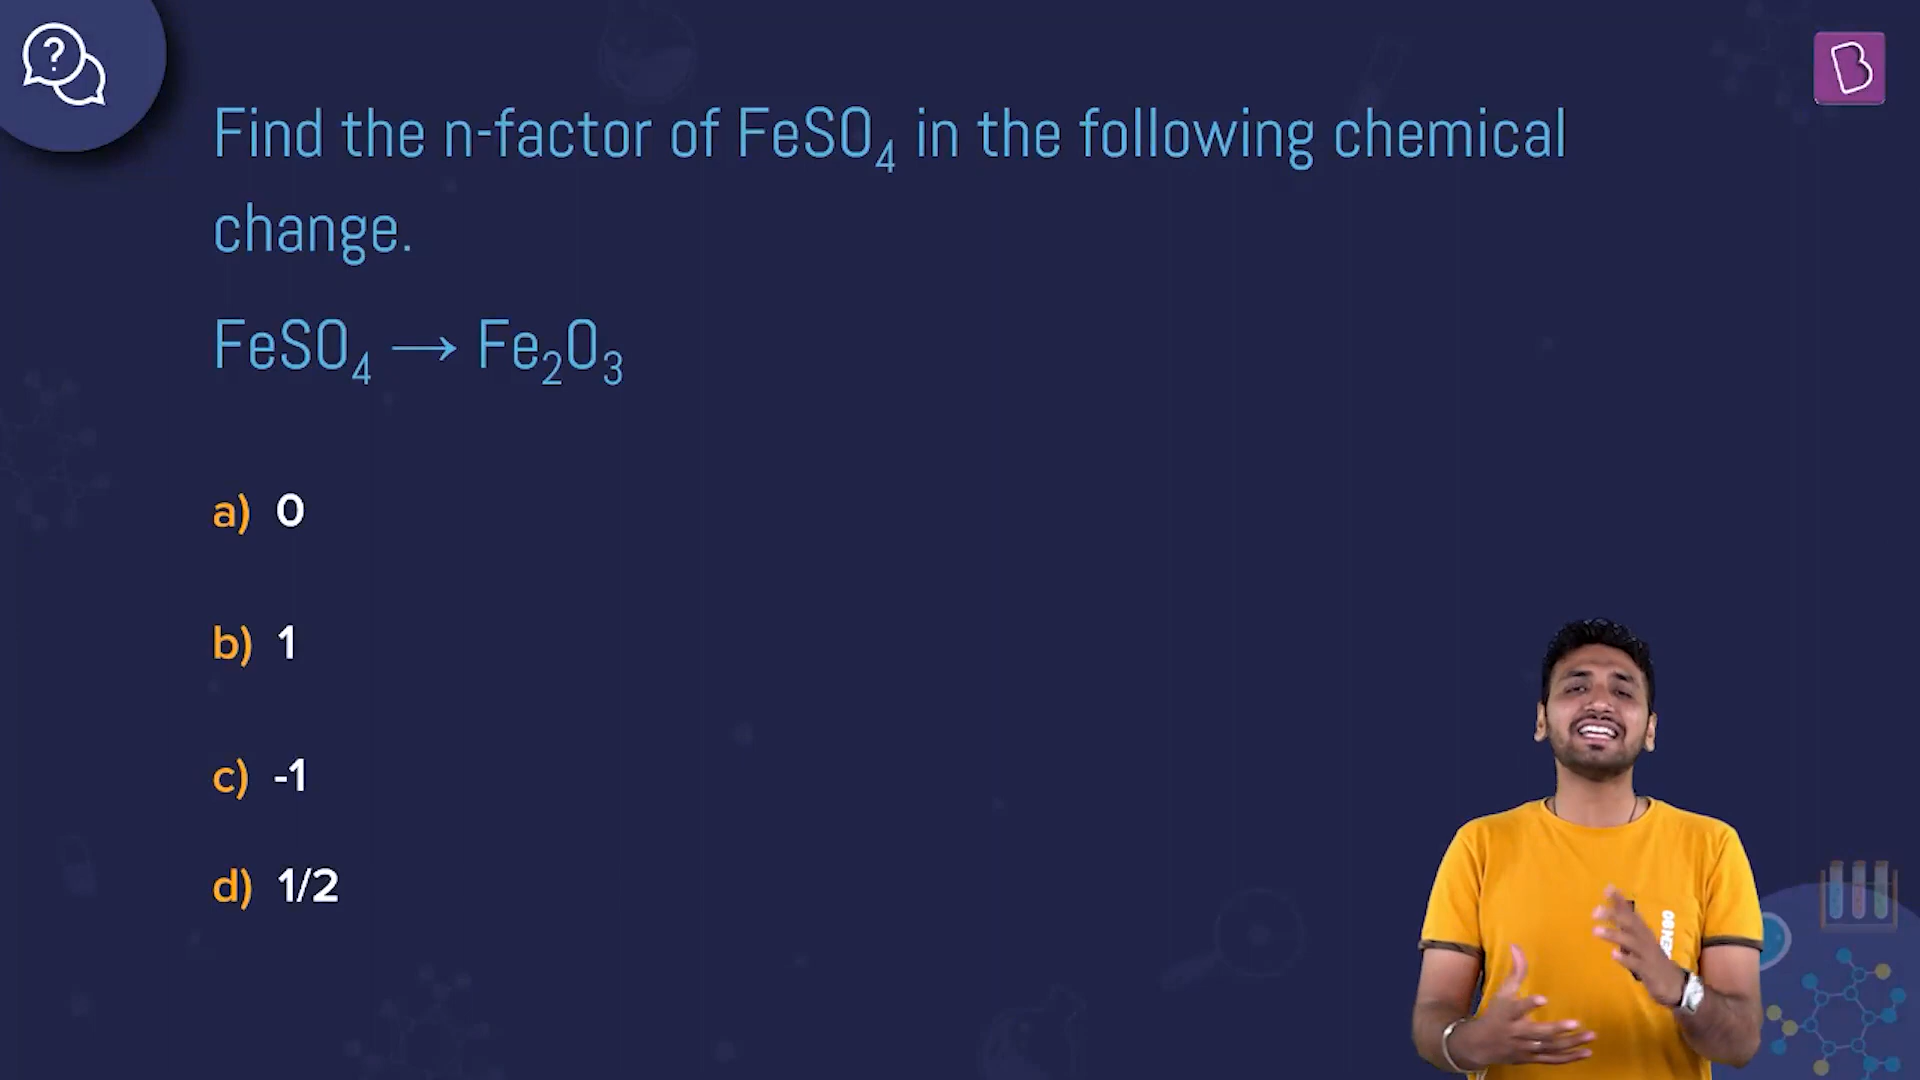 ?
B
Find the n-factor of FeSO₄ in the following chemical
change.
FeSO₄ → Fe₂O₃
a) 0
b) 1
c) -1
d) 1/2